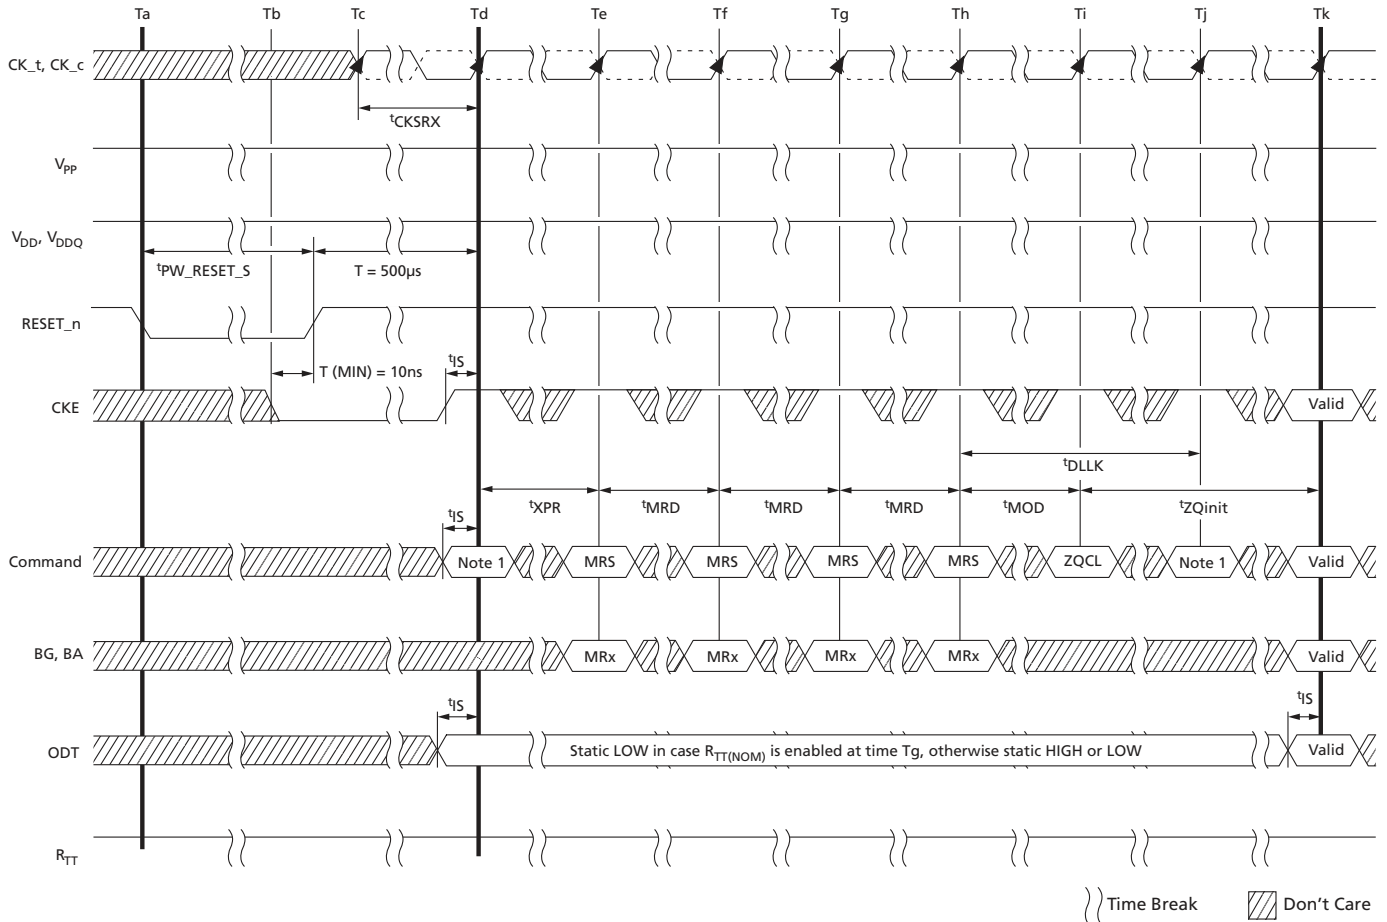 Ta Tb Tc Td Te Tf Tg Th Ti Tj Tk
CK_t, CK_c
tCKSRX
VPP
VDD, VDDQ
tPW_RESET_S T = 500µs
RESET_n
T (MIN) = 10ns tIS
CKE Valid
tDLLK
tXPR tMRD tMRD tMRD tMOD tZQinit
tIS
Command Note 1 MRS MRS MRS MRS ZQCL Note 1 Valid
BG, BA MRx MRx MRx MRx Valid
tIS tIS
ODT Static LOW in case RTT(NOM) is enabled at time Tg, otherwise static HIGH or LOW Valid
RTT
Time Break Don't Care